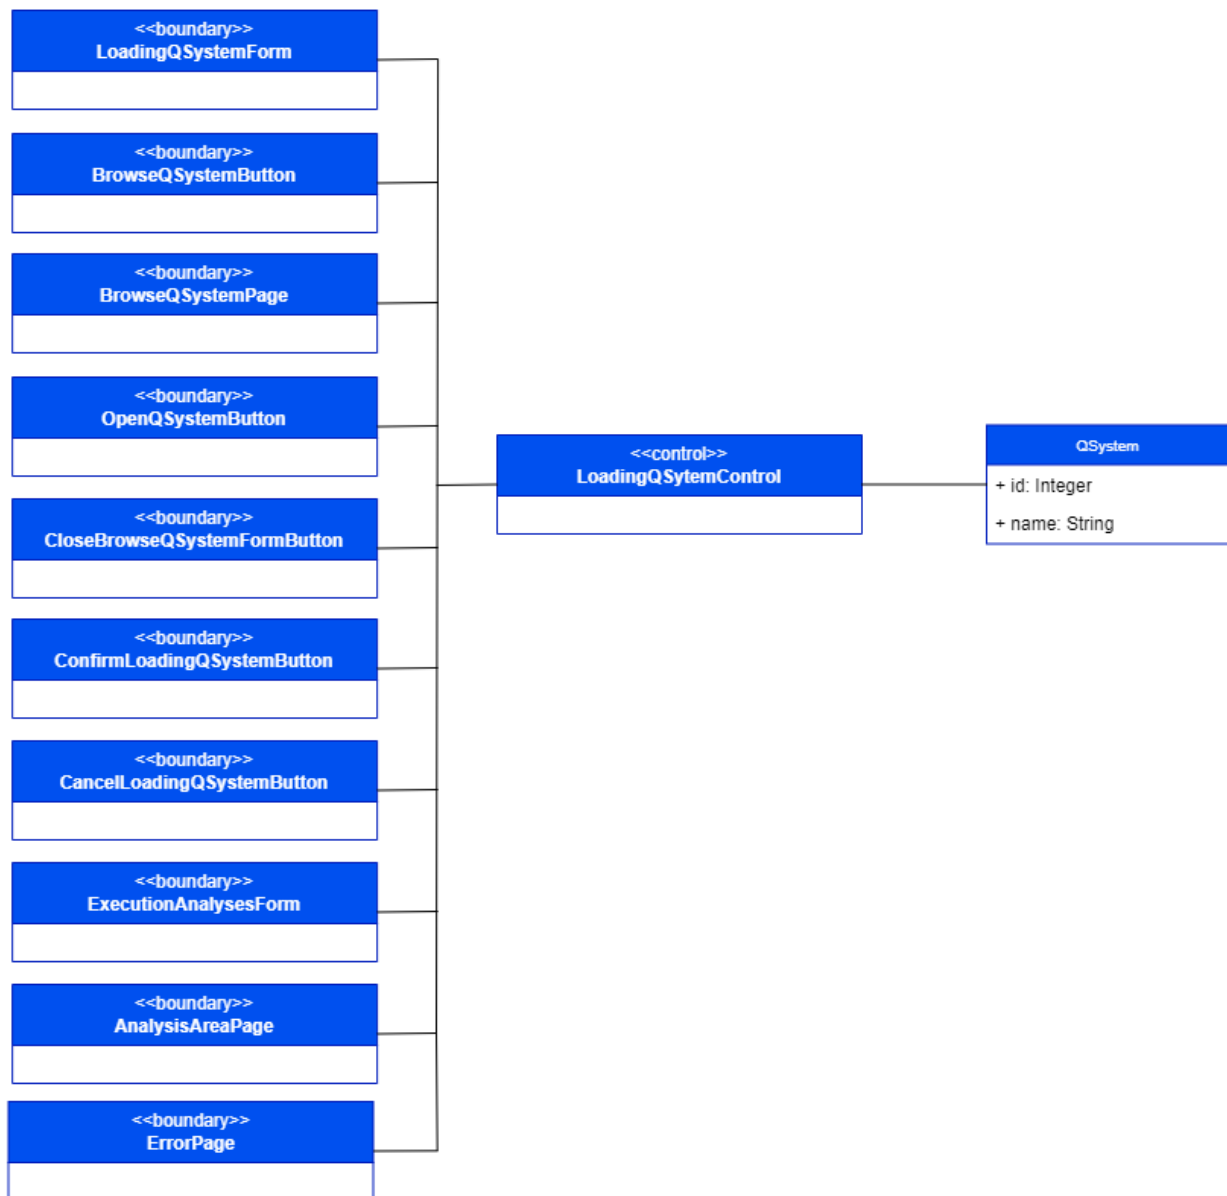 <<boundary>>
LoadingQSystemForm
<<boundary>>
BrowseQSystemButton
<<boundary>>
BrowseQSystemPage
<<boundary>>
OpenQSystemButton
<<boundary>>
CloseBrowseQSystemFormButton
<<boundary>>
ConfirmLoadingQSystemButton
<<boundary>>
CancelLoadingQSystemButton
<<boundary>>
ExecutionAnalysesForm
<<boundary>>
AnalysisAreaPage
<<boundary>>
ErrorPage
<<control>>
LoadingQSytemControl
QSystem
+ id: Integer
+ name: String